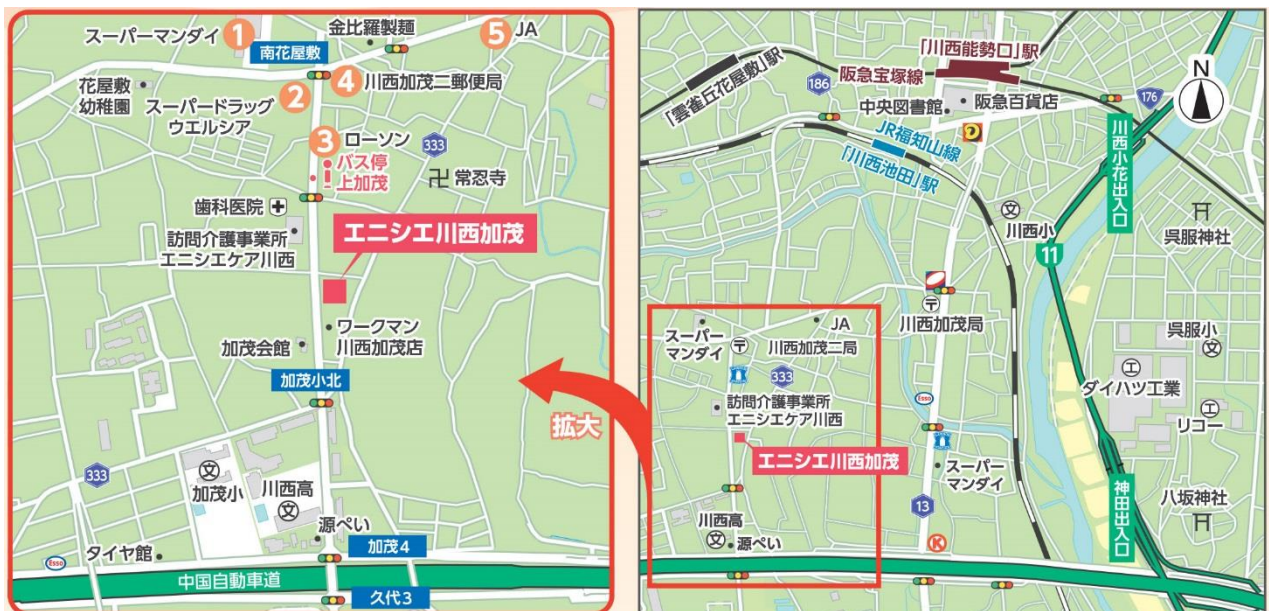 スーパーマンダイ
1
南花屋敷
金比羅製麺
5
JA
花屋敷
幼稚園
2
4
川西加茂二郵便局
スーパードラッグ
ウエルシア
3
ローソン
333
バス停
上加茂
卍 常忍寺
歯科医院
訪問介護事業所
エニシエケア川西
エニシエ川西加茂
ワークマン
川西加茂店
加茂会館
加茂小北
333
文
加茂小
川西高
文
源ぺい
タイヤ館
加茂4
Esso
中国自動車道
久代3
拡大
「川西能勢口」駅
阪急宝塚線
「雲雀丘花屋敷」駅
186
中央図書館
阪急百貨店
176
N
JR福知山線
「川西池田」駅
川西小花出入口
文
川西小
11
呉服神社
〒
川西加茂局
スーパー
マンダイ
JA
〒
川西加茂二局
333
訪問介護事業所
エニシエケア川西
エニシエ川西加茂
Esso
スーパー
マンダイ
13
K
呉服小
文
工
ダイハツ工業
工
リコー
神田出入口
八坂神社
川西高
文
源ぺい